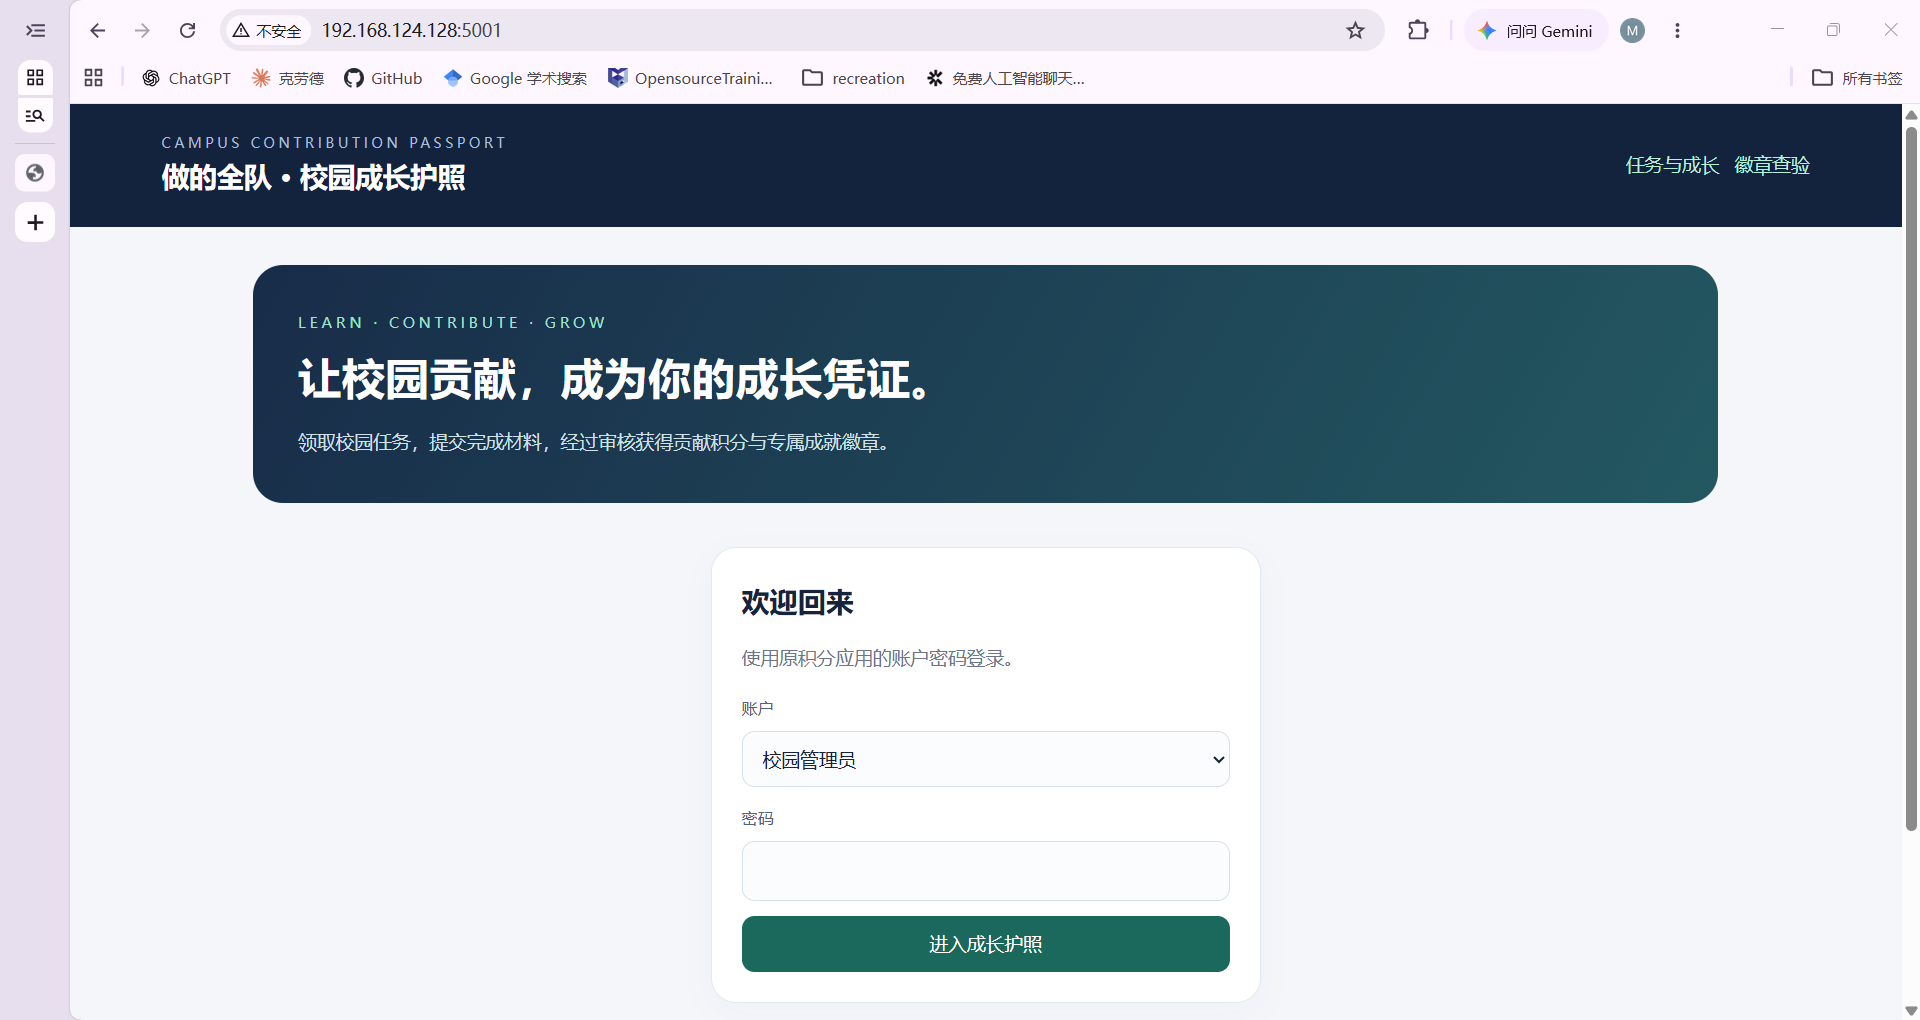 不安全 192.168.124.128:5001
问问 Gemini
M
ChatGPT 克劳德 GitHub Google 学术搜索 OpensourceTraini... recreation 免费人工智能聊天... 所有书签
CAMPUS CONTRIBUTION PASSPORT
做的全队 • 校园成长护照
任务与成长 徽章查验
LEARN · CONTRIBUTE · GROW
让校园贡献，成为你的成长凭证。
领取校园任务，提交完成材料，经过审核获得贡献积分与专属成就徽章。
欢迎回来
使用原积分应用的账户密码登录。
账户
校园管理员
密码
进入成长护照